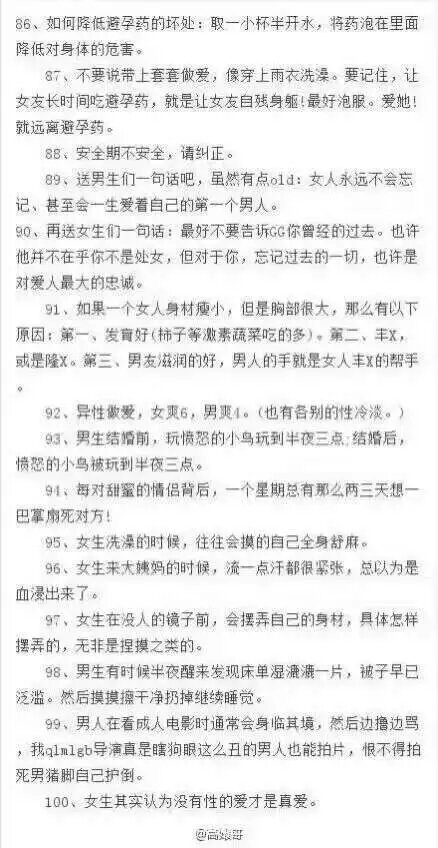 86、如何降低避孕药的坏处：取一小杯半开水，将药泡在里面
降低对身体的危害。
87、不要说带上套套做爱，像穿上雨衣洗澡。要记住，让
女友长时间吃避孕药，就是让女友自残身躯!最好泡服。爱她!
就远离避孕药。
88、安全期不安全，请纠正。
89、送男生们一句话吧，虽然有点old：女人永远不会忘
记、甚至会一生爱着自己的第一个男人。
90、再送女生们一句话：最好不要告诉GG你曾经的过去。也许
他并不在乎你不是处女，但对于你，忘记过去的一切，也许是
对爱人最大的忠诚。
91、如果一个女人身材瘦小，但是胸部很大，那么有以下
原因：第一、发育好(柿子等激素蔬菜吃的多)。第二、丰X，
或是隆X。第三、男友滋润的好，男人的手就是女人丰X的帮手
。
92、异性做爱，女爽6，男爽4。(也有各别的性冷淡。)
93、男生结婚前，玩愤怒的小鸟玩到半夜三点;结婚后，
愤怒的小鸟被玩到半夜三点。
94、每对甜蜜的情侣背后，一个星期总有那么两三天想一
巴掌扇死对方!
95、女生洗澡的时候，往往会摸的自己全身舒麻。
96、女生来大姨妈的时候，流一点汗都很紧张，总以为是
血浸出来了。
97、女生在没人的镜子前，会摆弄自己的身材，具体怎样
摆弄的，无非是捏摸之类的。
98、男生有时候半夜醒来发现床单湿漉漉一片，被子早已
泛滥。然后摸摸擦干净扔掉继续睡觉。
99、男人在看成人电影时通常会身临其境，然后边撸边骂
，我qlmlgb导演真是瞎狗眼这么丑的男人也能拍片，恨不得拍
死男猪脚自己护倒。
100、女生其实认为没有性的爱才是真爱。